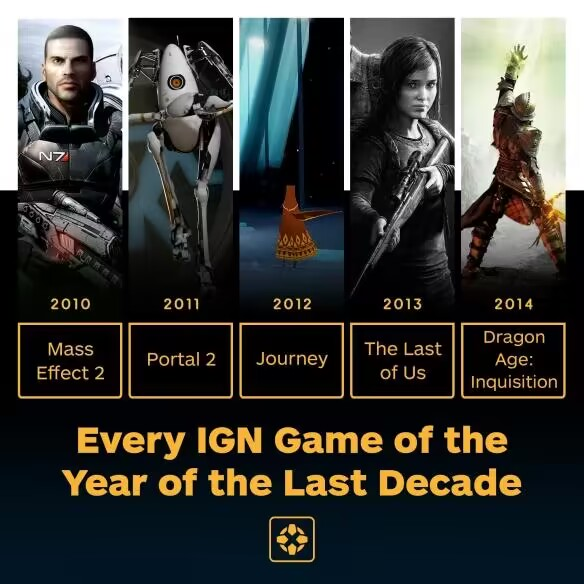 N7
2010
2011
2012
2013
2014
Mass
Effect 2
Portal 2
Journey
The Last
of Us
Dragon
Age:
Inquisition
Every IGN Game of the
Year of the Last Decade